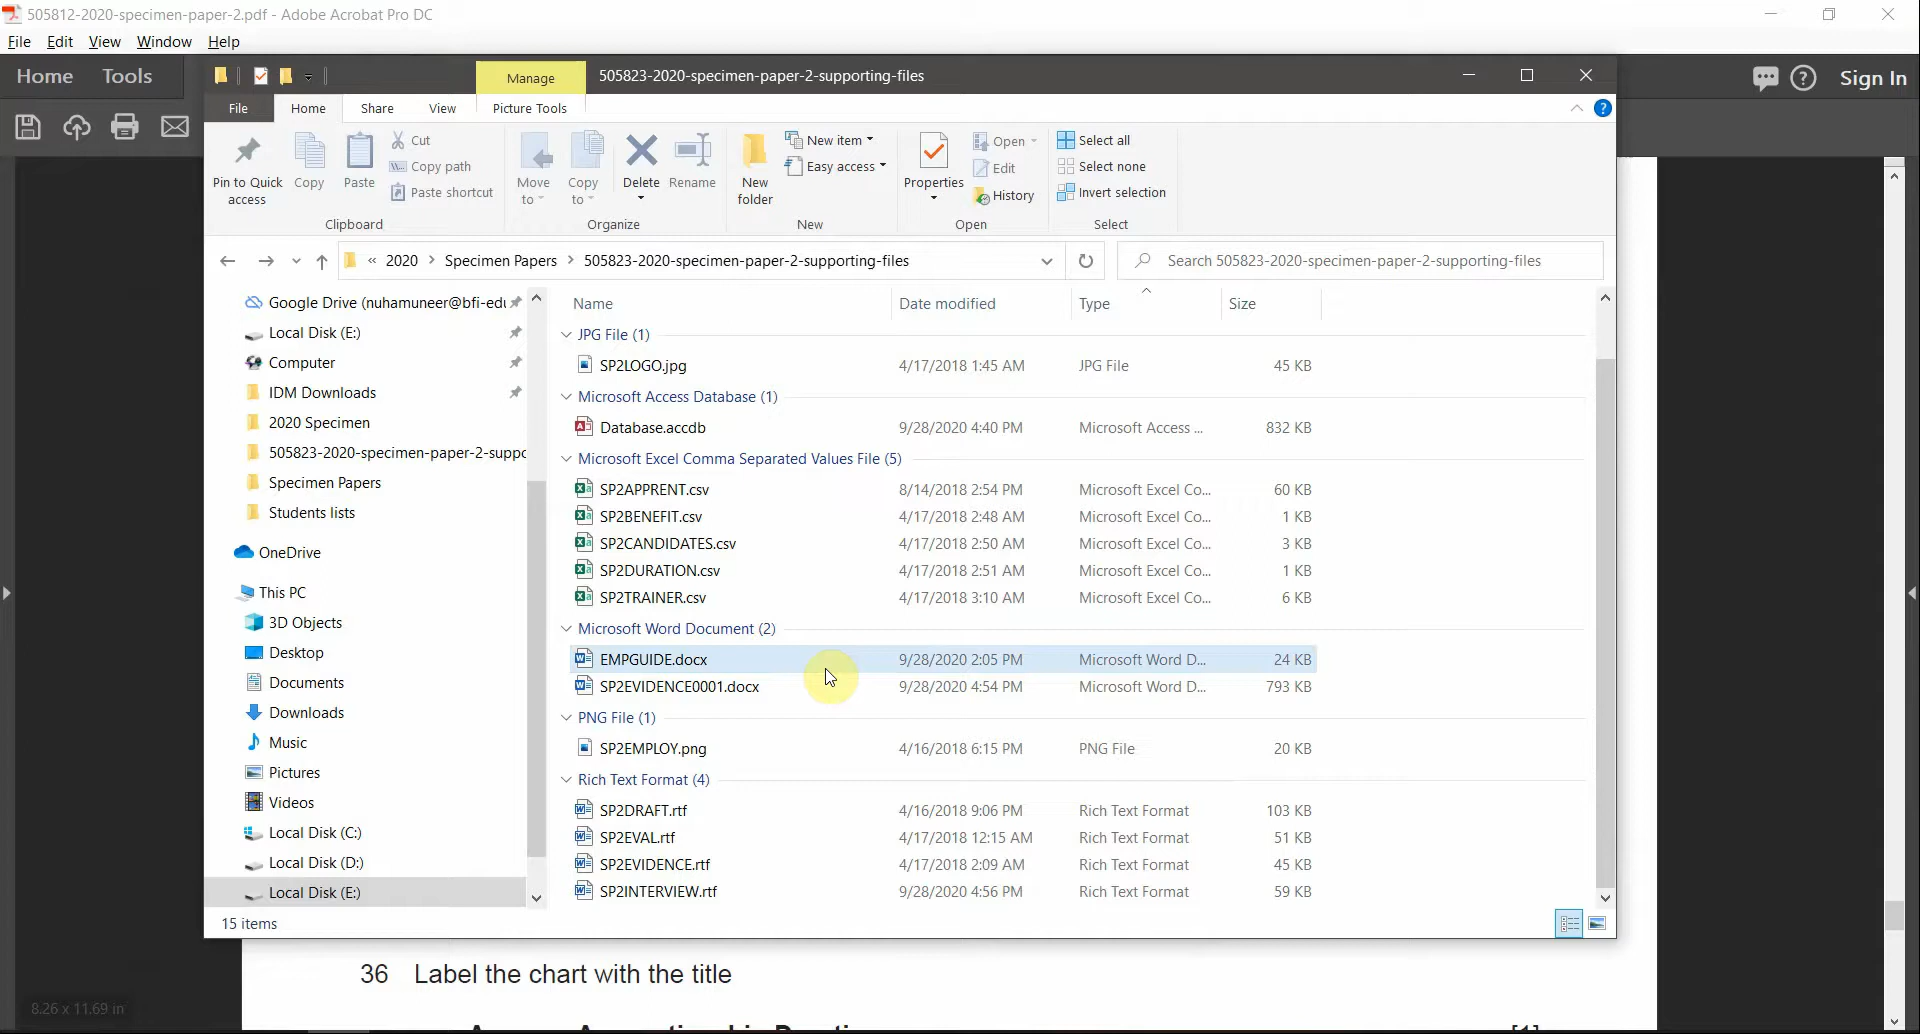 505812-2020-specimen-paper-2.pdf - Adobe Acrobat Pro DC
File Edit View Window Help
Home Tools
Sign In
Manage 505823-2020-specimen-paper-2-supporting-files
File Home Share View Picture Tools
Pin to Quick access
Copy
Paste
Cut
Copy path
Paste shortcut
Clipboard
Move to
Copy to
Delete
Rename
Organize
New folder
New item
Easy access
New
Properties
Open
Edit
History
Open
Select all
Select none
Invert selection
Select
« 2020 > Specimen Papers > 505823-2020-specimen-paper-2-supporting-files
Search 505823-2020-specimen-paper-2-supporting-files
Google Drive (nuhamuneer@bfi-edu
Local Disk (E:)
Computer
IDM Downloads
2020 Specimen
505823-2020-specimen-paper-2-suppo
Specimen Papers
Students lists
OneDrive
This PC
3D Objects
Desktop
Documents
Downloads
Music
Pictures
Videos
Local Disk (C:)
Local Disk (D:)
Local Disk (E:)
Name Date modified Type Size
JPG File (1)
SP2LOGO.jpg 4/17/2018 1:45 AM JPG File 45 KB
Microsoft Access Database (1)
Database.accdb 9/28/2020 4:40 PM Microsoft Access ... 832 KB
Microsoft Excel Comma Separated Values File (5)
SP2APPRENT.csv 8/14/2018 2:54 PM Microsoft Excel Co... 60 KB
SP2BENEFIT.csv 4/17/2018 2:48 AM Microsoft Excel Co... 1 KB
SP2CANDIDATES.csv 4/17/2018 2:50 AM Microsoft Excel Co... 3 KB
SP2DURATION.csv 4/17/2018 2:51 AM Microsoft Excel Co... 1 KB
SP2TRAINER.csv 4/17/2018 3:10 AM Microsoft Excel Co... 6 KB
Microsoft Word Document (2)
EMPGUIDE.docx 9/28/2020 2:05 PM Microsoft Word D... 24 KB
SP2EVIDENCE0001.docx 9/28/2020 4:54 PM Microsoft Word D... 793 KB
PNG File (1)
SP2EMPLOY.png 4/16/2018 6:15 PM PNG File 20 KB
Rich Text Format (4)
SP2DRAFT.rtf 4/16/2018 9:06 PM Rich Text Format 103 KB
SP2EVAL.rtf 4/17/2018 12:15 AM Rich Text Format 51 KB
SP2EVIDENCE.rtf 4/17/2018 2:09 AM Rich Text Format 45 KB
SP2INTERVIEW.rtf 9/28/2020 4:56 PM Rich Text Format 59 KB
15 items
36 Label the chart with the title
8.26 x 11.69 in